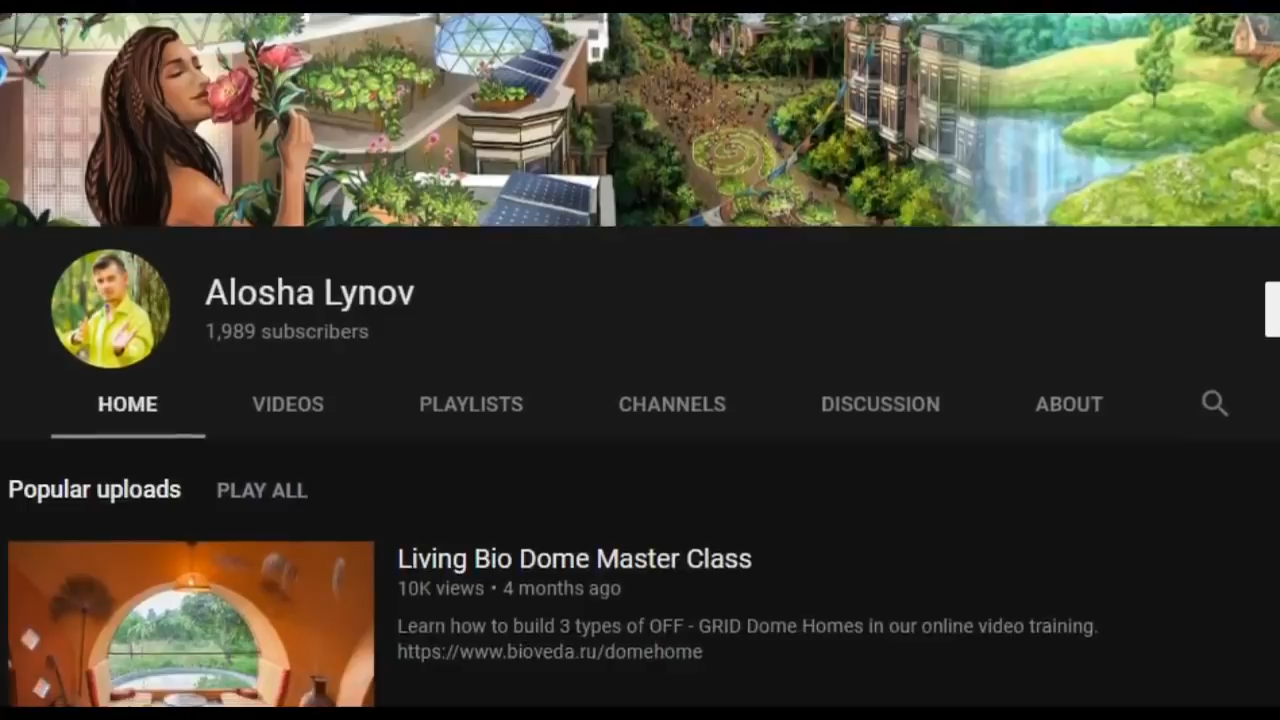 Alosha Lynov
1,989 subscribers
HOME VIDEOS PLAYLISTS CHANNELS DISCUSSION ABOUT
Popular uploads PLAY ALL
Living Bio Dome Master Class
10K views • 4 months ago
Learn how to build 3 types of OFF - GRID Dome Homes in our online video training.
https://www.bioveda.ru/domehome